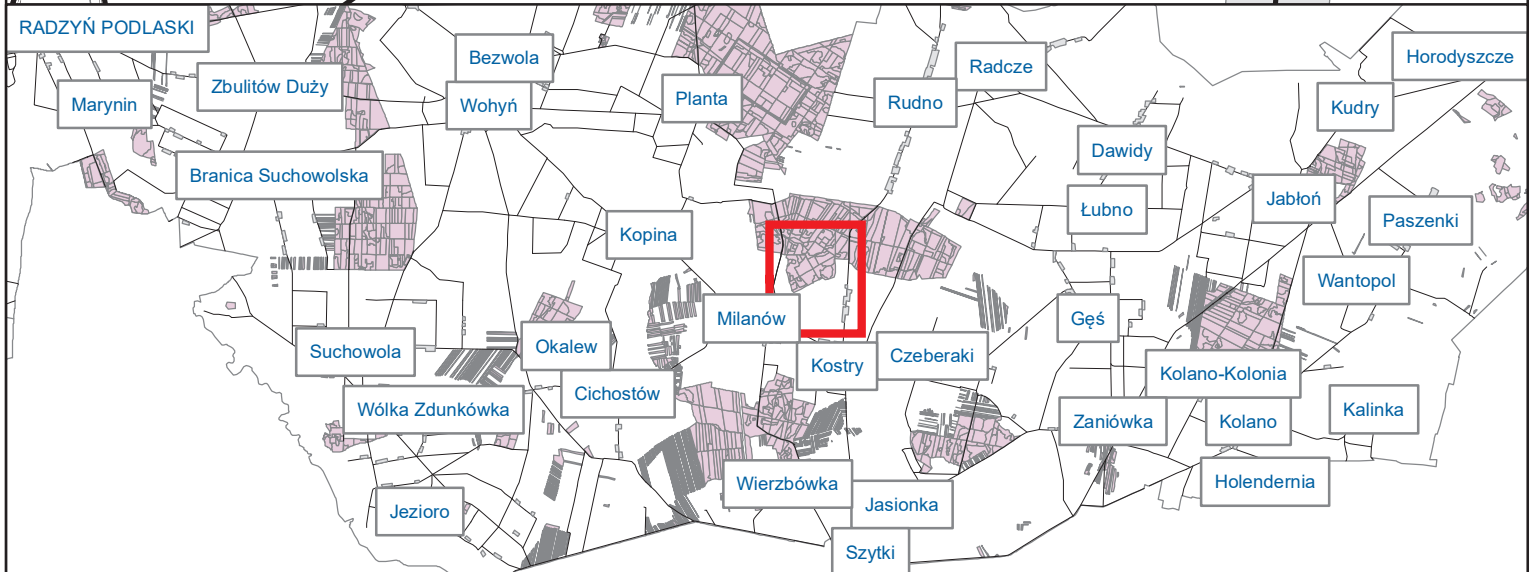 RADZYŃ PODLASKI
Bezwola
Horodyszcze
Radcze
Zbulitów Duży
Marynin
Wohyń
Planta
Rudno
Kudry
Dawidy
Branica Suchowolska
Jabłoń
Łubno
Paszenki
Kopina
Wantopol
Milanów
Gęś
Suchowola
Okalew
Czeberaki
Kostry
Kolano-Kolonia
Cichostów
Wólka Zdunkówka
Kalinka
Zaniówka
Kolano
Wierzbówka
Holendernia
Jasionka
Jezioro
Szytki